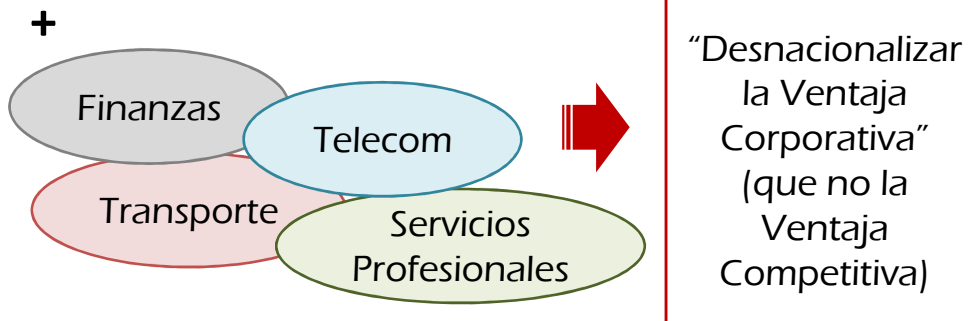 +
Finanzas
Telecom
Transporte
Servicios
Profesionales
“Desnacionalizar
la Ventaja
Corporativa”
(que no la
Ventaja
Competitiva)